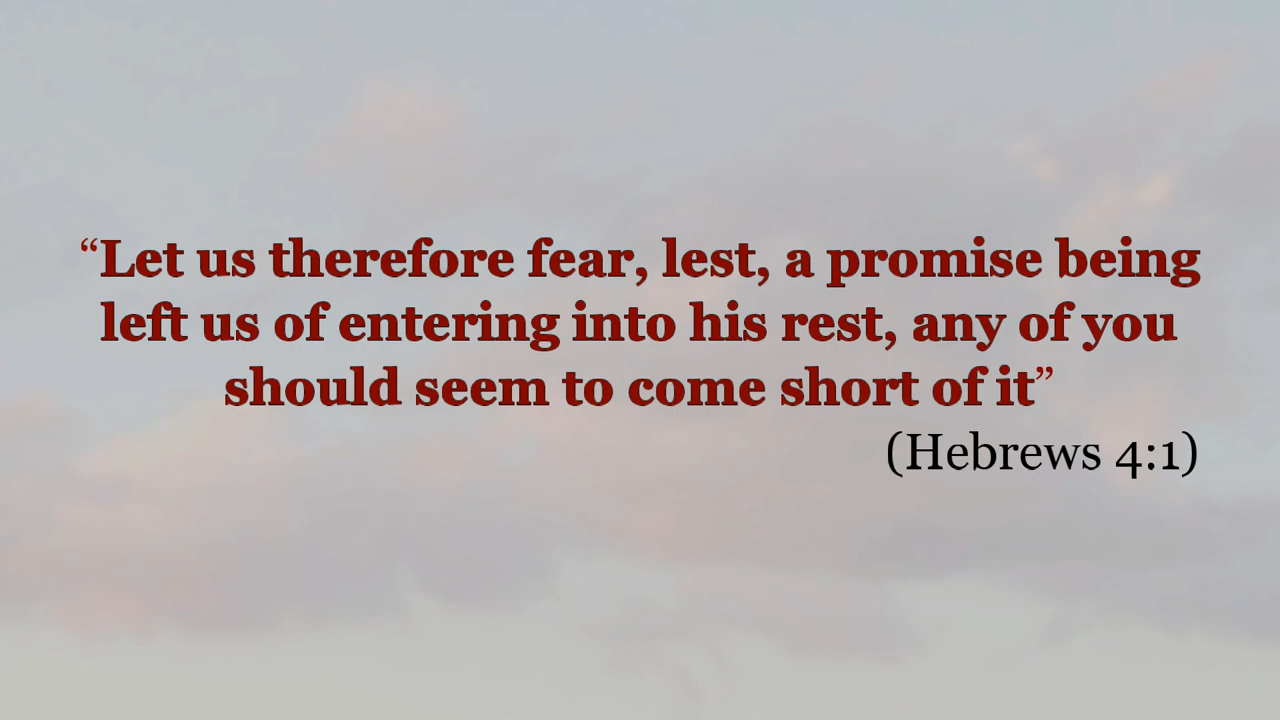 “Let us therefore fear, lest, a promise being
left us of entering into his rest, any of you
should seem to come short of it”
(Hebrews 4:1)